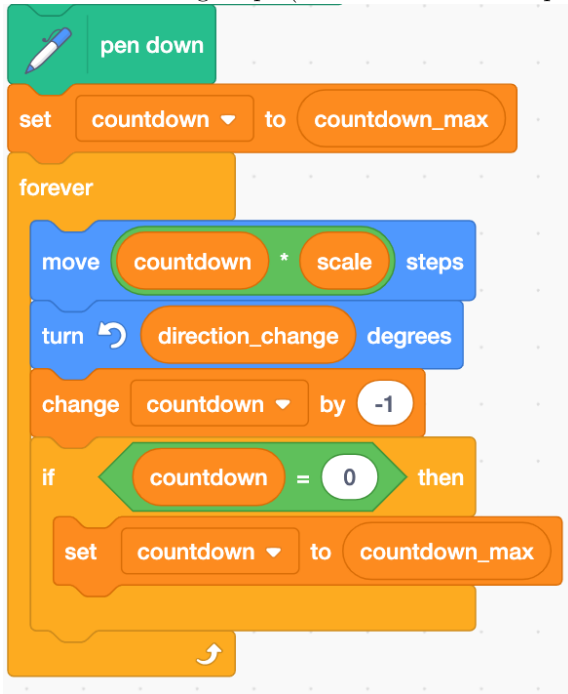 pen down
set countdown to countdown_max
forever
move countdown * scale steps
turn direction_change degrees
change countdown by -1
if countdown = 0 then
set countdown to countdown_max